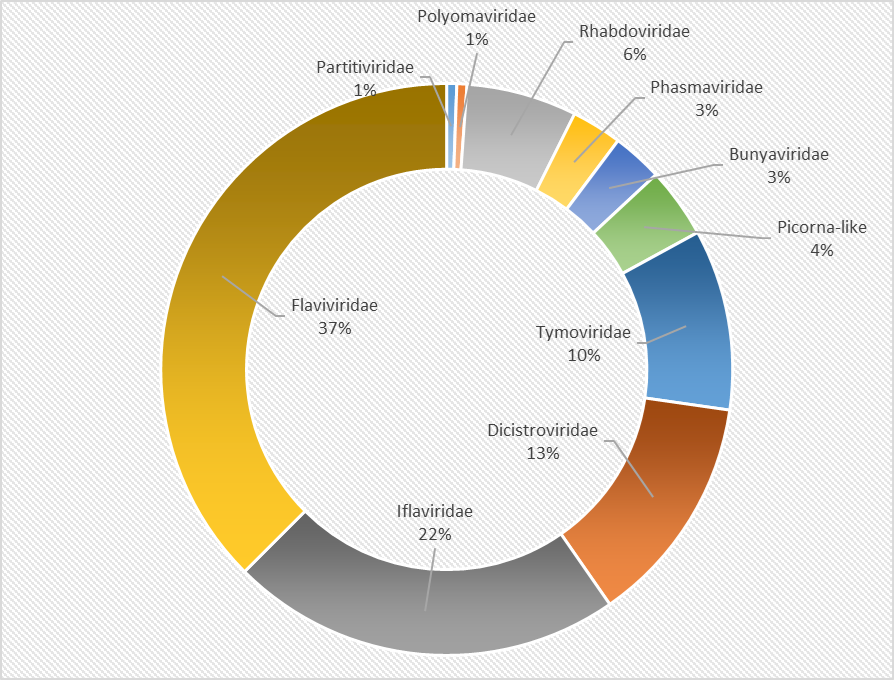 Polyomaviridae
1%
Rhabdoviridae
6%
Partitiviridae
1%
Phasmaviridae
3%
Bunyaviridae
3%
Picorna-like
4%
Flaviviridae
37%
Tymoviridae
10%
Dicistroviridae
13%
Iflaviridae
22%